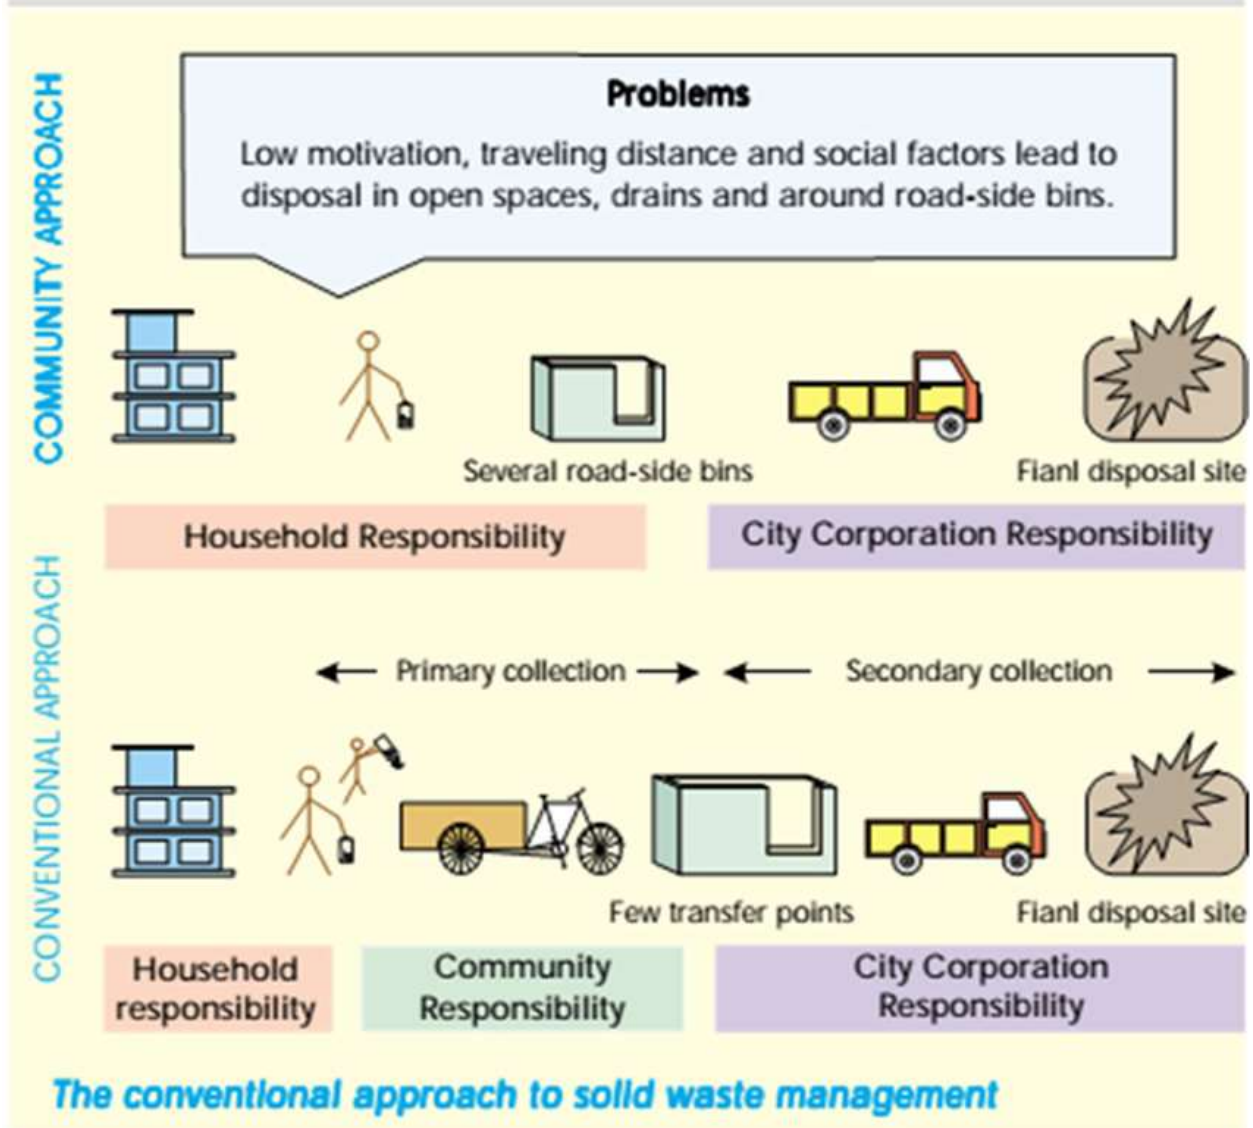 COMMUNITY APPROACH
Problems
Low motivation, traveling distance and social factors lead to
disposal in open spaces, drains and around road-side bins.
Several road-side bins
Fianl disposal site
Household Responsibility
City Corporation Responsibility
CONVENTIONAL APPROACH
Primary collection
Secondary collection
Few transfer points
Fianl disposal site
Household
responsibility
Community
Responsibility
City Corporation
Responsibility
The conventional approach to solid waste management